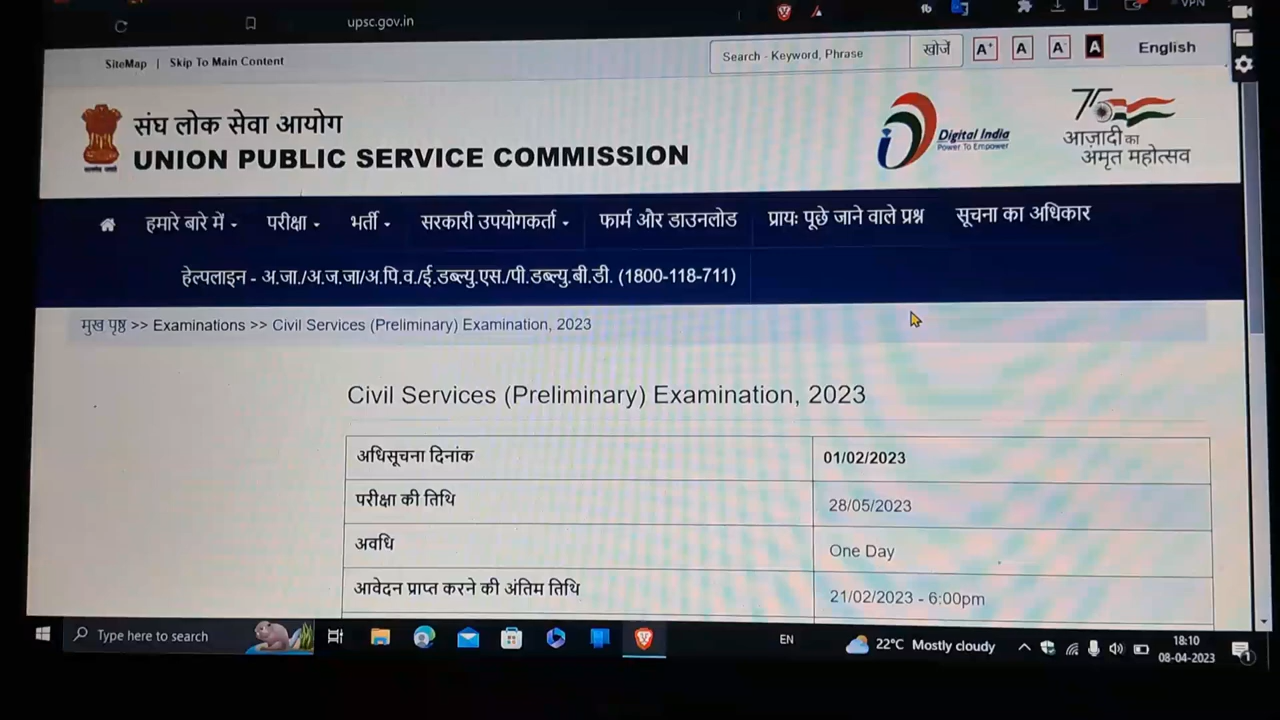 upsc.gov.in
VPN
SiteMap | Skip To Main Content
Search - Keyword, Phrase
खोजें
A+ A A- A
English
संघ लोक सेवा आयोग
UNION PUBLIC SERVICE COMMISSION
Digital India
Power To Empower
75
आज़ादी का
अमृत महोत्सव
हमारे बारे में परीक्षा भर्ती सरकारी उपयोगकर्ता फार्म और डाउनलोड प्रायः पूछे जाने वाले प्रश्न सूचना का अधिकार
हेल्पलाइन - अ.जा./अ.ज.जा/अ.पि.व./ई.डब्ल्यु.एस./पी.डब्ल्यु.बी.डी. (1800-118-711)
मुख पृष्ठ >> Examinations >> Civil Services (Preliminary) Examination, 2023
Civil Services (Preliminary) Examination, 2023
अधिसूचना दिनांक 01/02/2023
परीक्षा की तिथि 28/05/2023
अवधि One Day
आवेदन प्राप्त करने की अंतिम तिथि 21/02/2023 - 6:00pm
Type here to search
EN
22°C Mostly cloudy
18:10
08-04-2023
1